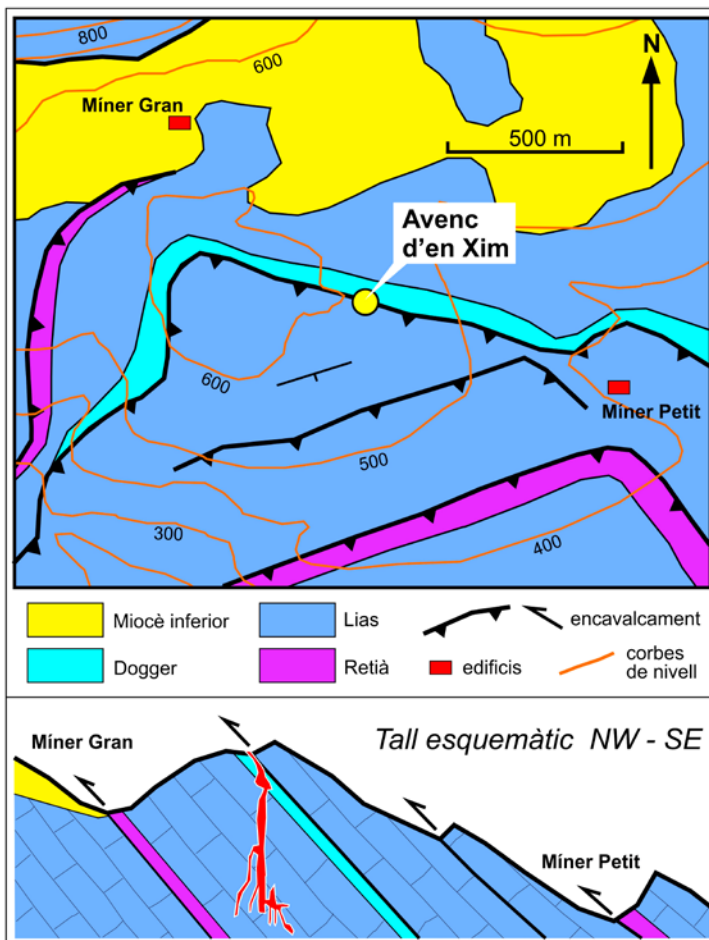 800
600
N
Míner Gran
500 m
Avenc
d'en Xim
600
Míner Petit
500
300
400
Miocè inferior
Lias
encavalcament
Dogger
Retià
edificis
corbes
de nivell
Míner Gran
Tall esquemàtic NW - SE
Míner Petit